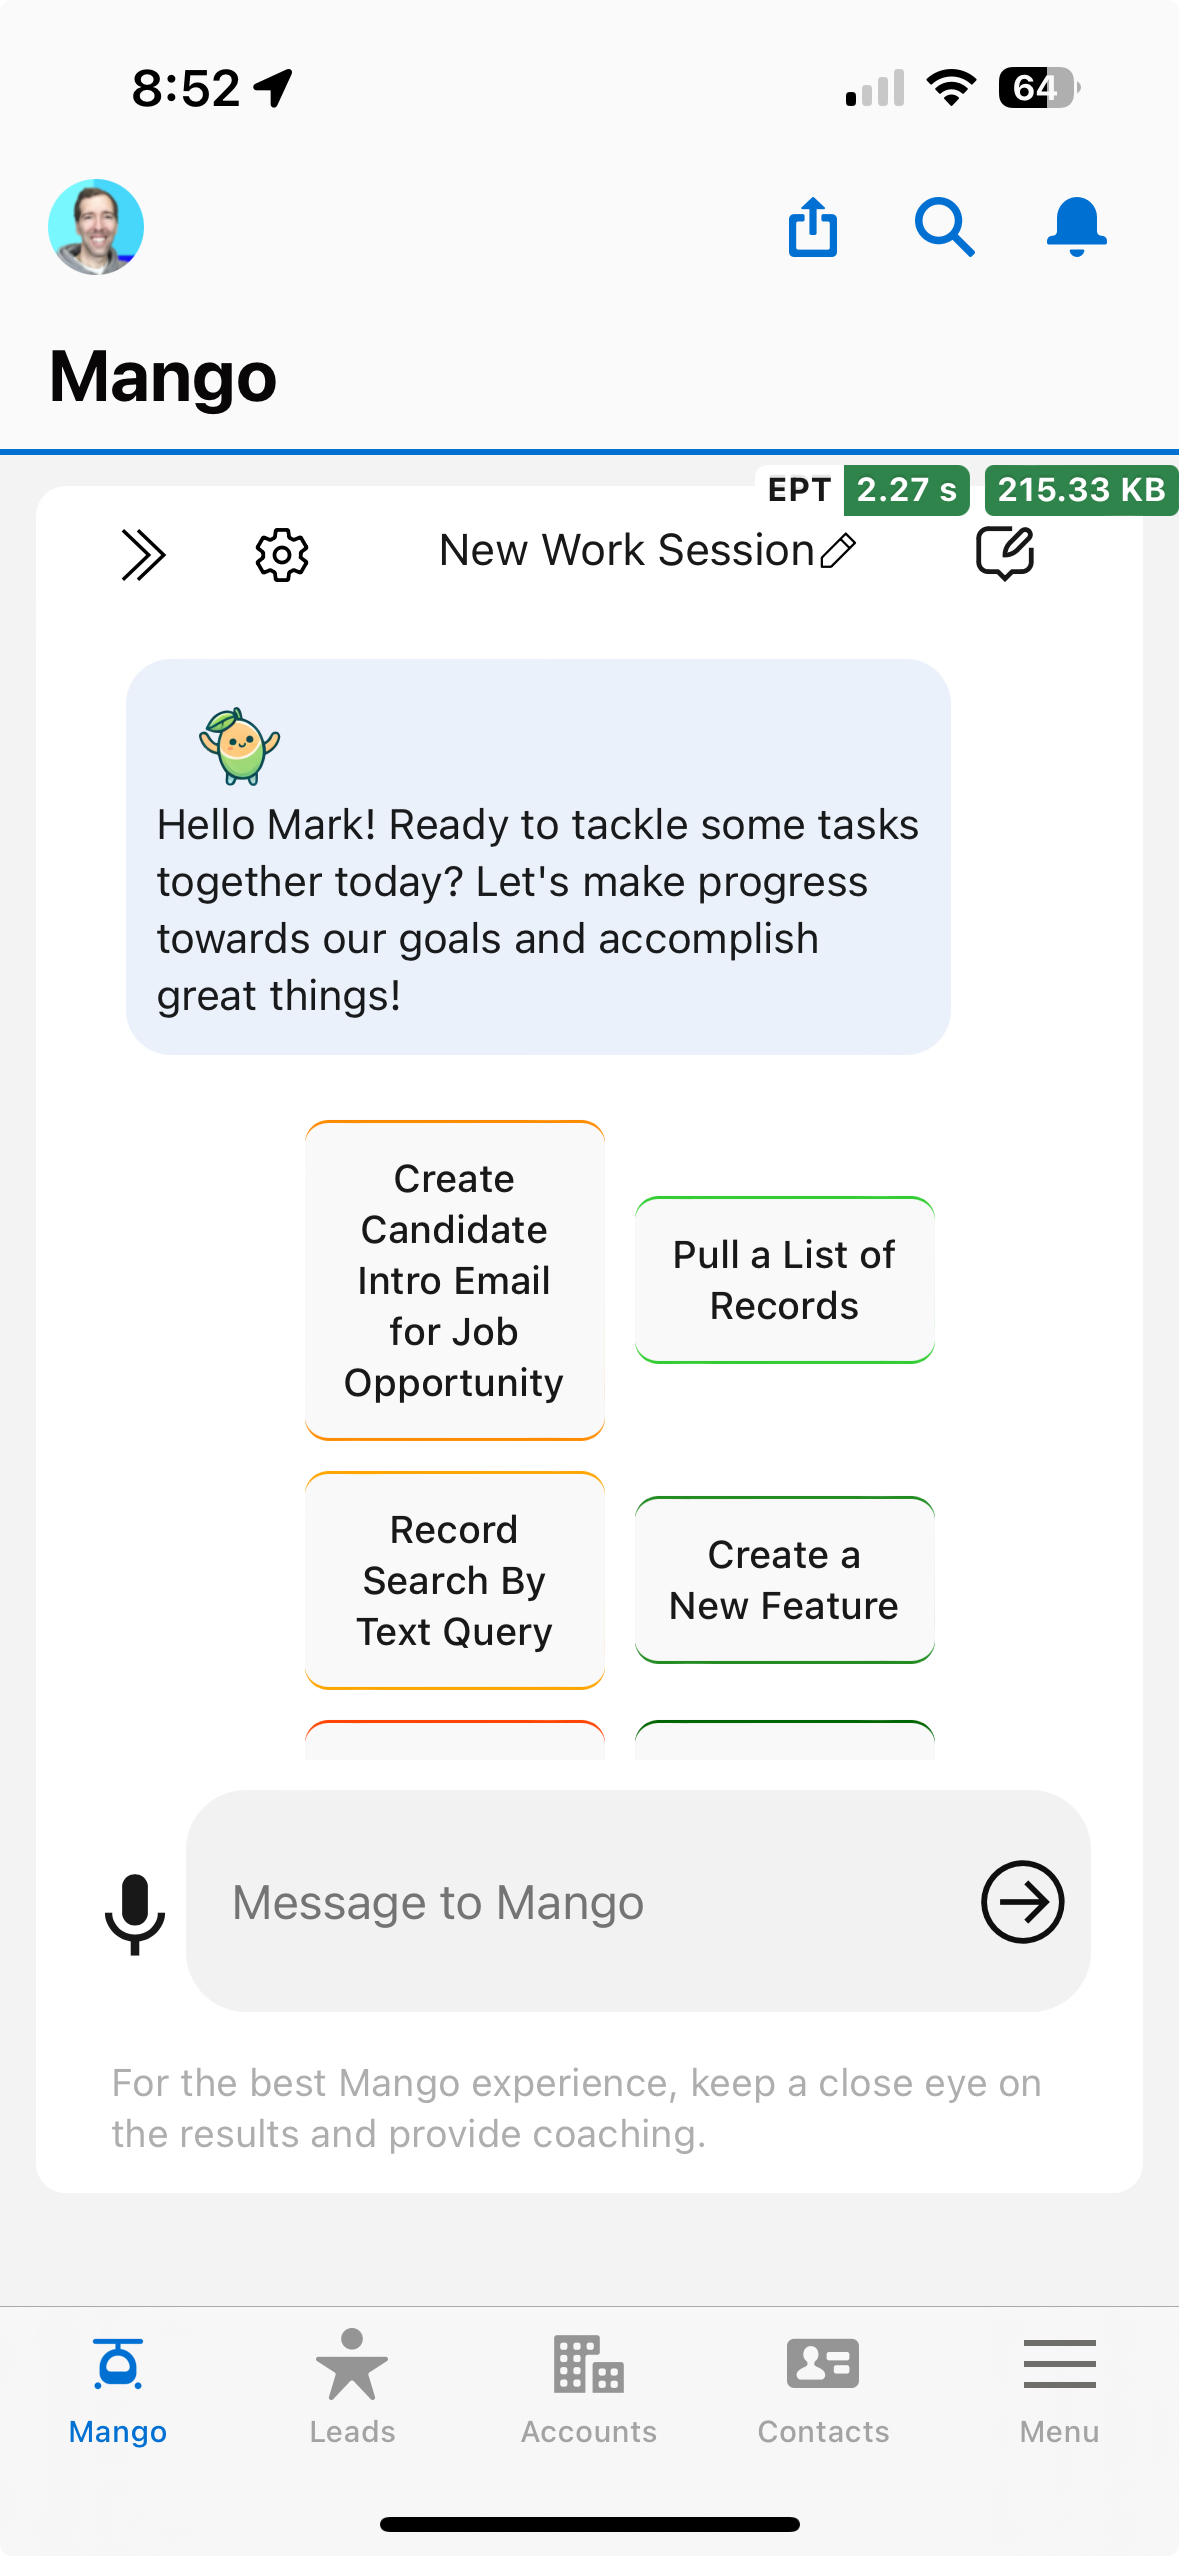 8:52
64
Mango
EPT 2.27 s 215.33 KB
New Work Session
Hello Mark! Ready to tackle some tasks
together today? Let's make progress
towards our goals and accomplish
great things!
Create
Candidate
Intro Email
for Job
Opportunity
Pull a List of
Records
Record
Search By
Text Query
Create a
New Feature
Message to Mango
For the best Mango experience, keep a close eye on
the results and provide coaching.
Mango
Leads
Accounts
Contacts
Menu